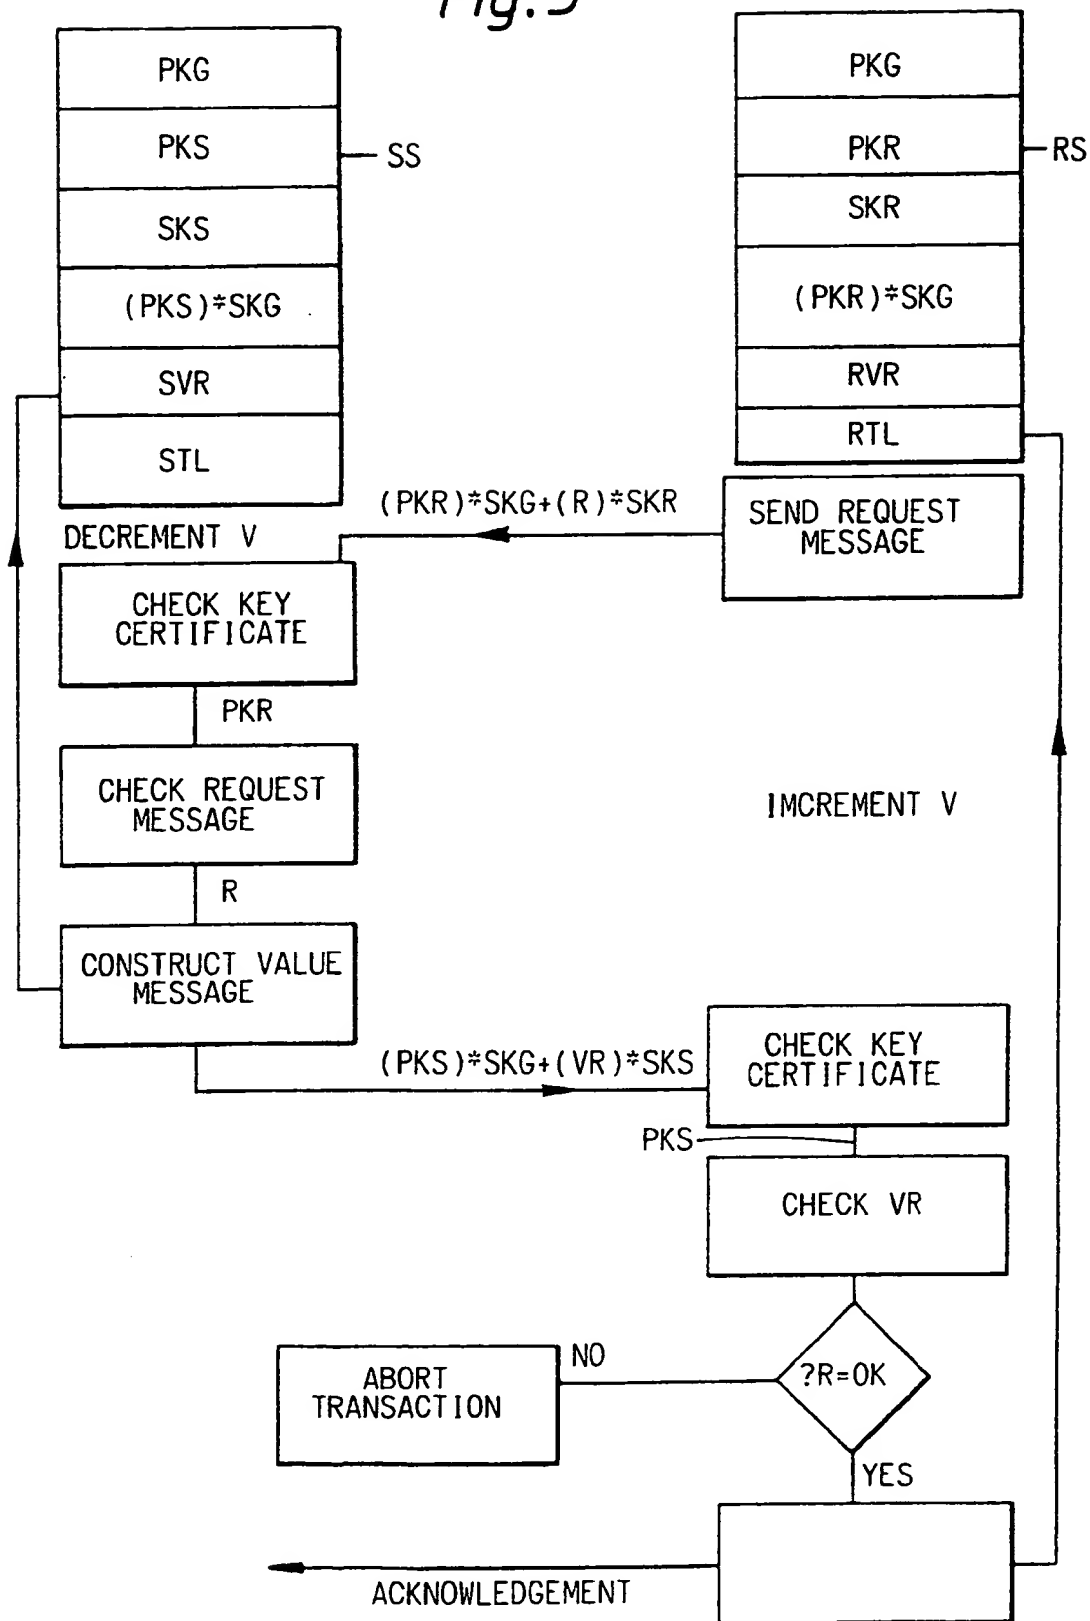 Fig.3
PKG
PKS
SS
SKS
(PKS)*SKG
SVR
STL
PKG
PKR
RS
SKR
(PKR)*SKG
RVR
RTL
(PKR)*SKG+(R)*SKR
SEND REQUEST
MESSAGE
DECREMENT V
CHECK KEY
CERTIFICATE
PKR
CHECK REQUEST
MESSAGE
IMCREMENT V
R
CONSTRUCT VALUE
MESSAGE
(PKS)*SKG+(VR)*SKS
CHECK KEY
CERTIFICATE
PKS
CHECK VR
?R=OK
NO
ABORT
TRANSACTION
YES
ACKNOWLEDGEMENT